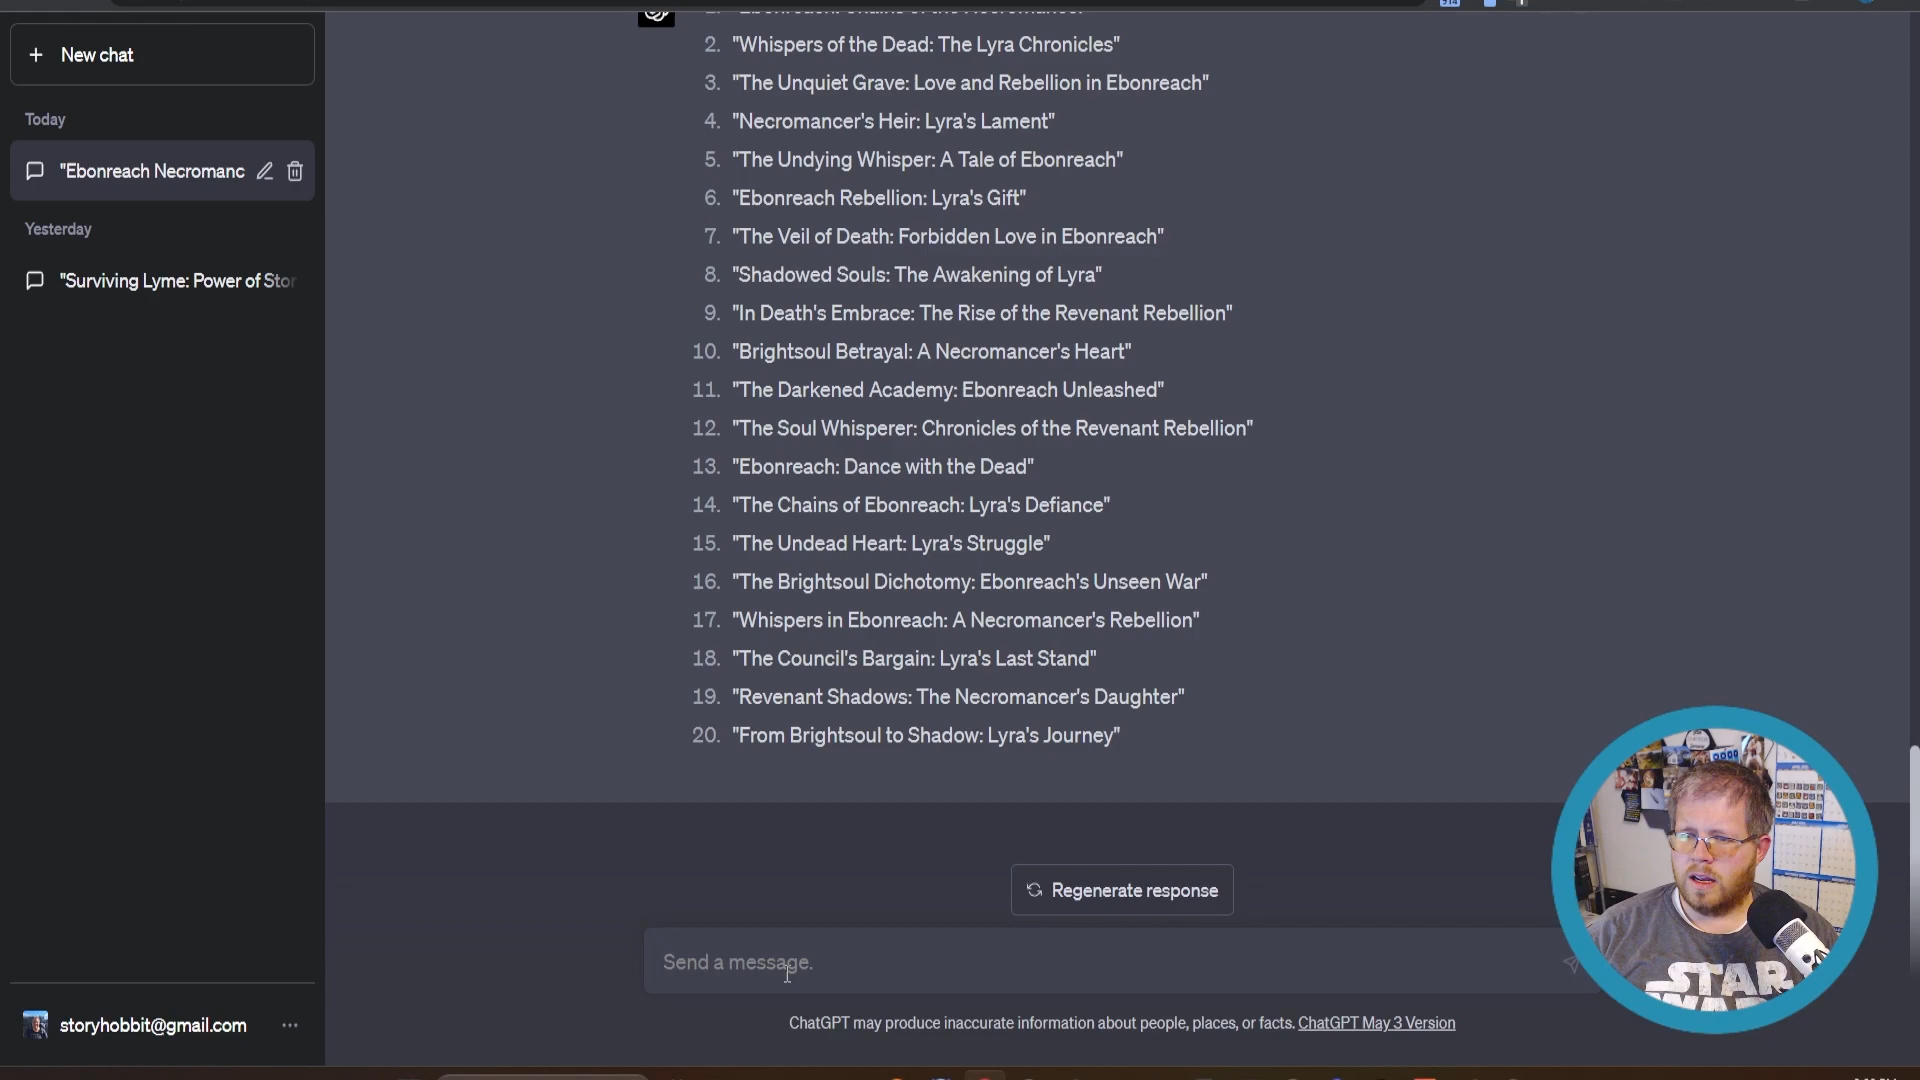 914
New chat
Today
"Ebonreach Necromanc
Yesterday
"Surviving Lyme: Power of Stor
"Ebonreach: Chains of the Necromancer"
2. "Whispers of the Dead: The Lyra Chronicles"
3. "The Unquiet Grave: Love and Rebellion in Ebonreach"
4. "Necromancer's Heir: Lyra's Lament"
5. "The Undying Whisper: A Tale of Ebonreach"
6. "Ebonreach Rebellion: Lyra's Gift"
7. "The Veil of Death: Forbidden Love in Ebonreach"
8. "Shadowed Souls: The Awakening of Lyra"
9. "In Death's Embrace: The Rise of the Revenant Rebellion"
10. "Brightsoul Betrayal: A Necromancer's Heart"
11. "The Darkened Academy: Ebonreach Unleashed"
12. "The Soul Whisperer: Chronicles of the Revenant Rebellion"
13. "Ebonreach: Dance with the Dead"
14. "The Chains of Ebonreach: Lyra's Defiance"
15. "The Undead Heart: Lyra's Struggle"
16. "The Brightsoul Dichotomy: Ebonreach's Unseen War"
17. "Whispers in Ebonreach: A Necromancer's Rebellion"
18. "The Council's Bargain: Lyra's Last Stand"
19. "Revenant Shadows: The Necromancer's Daughter"
20. "From Brightsoul to Shadow: Lyra's Journey"
Regenerate response
Send a message.
storyhobbit@gmail.com
ChatGPT may produce inaccurate information about people, places, or facts. ChatGPT May 3 Version
STAR
WARS